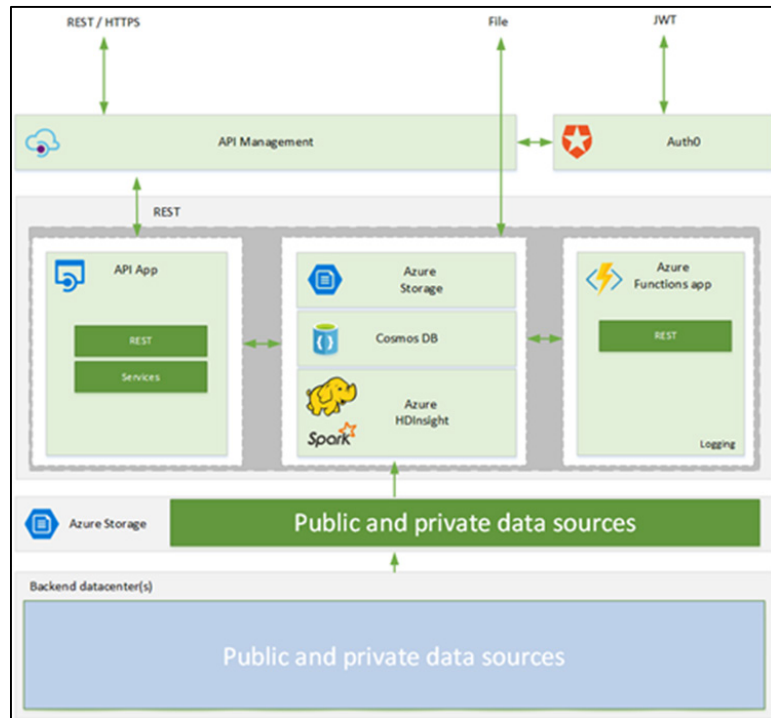 REST / HTTPS
File
JWT
API Management
Auth0
REST
API App
REST
Services
Azure
Storage
Cosmos DB
Spark
Azure
HDInsight
Azure
Functions app
REST
Logging
Azure Storage
Public and private data sources
Backend datacenter(s)
Public and private data sources